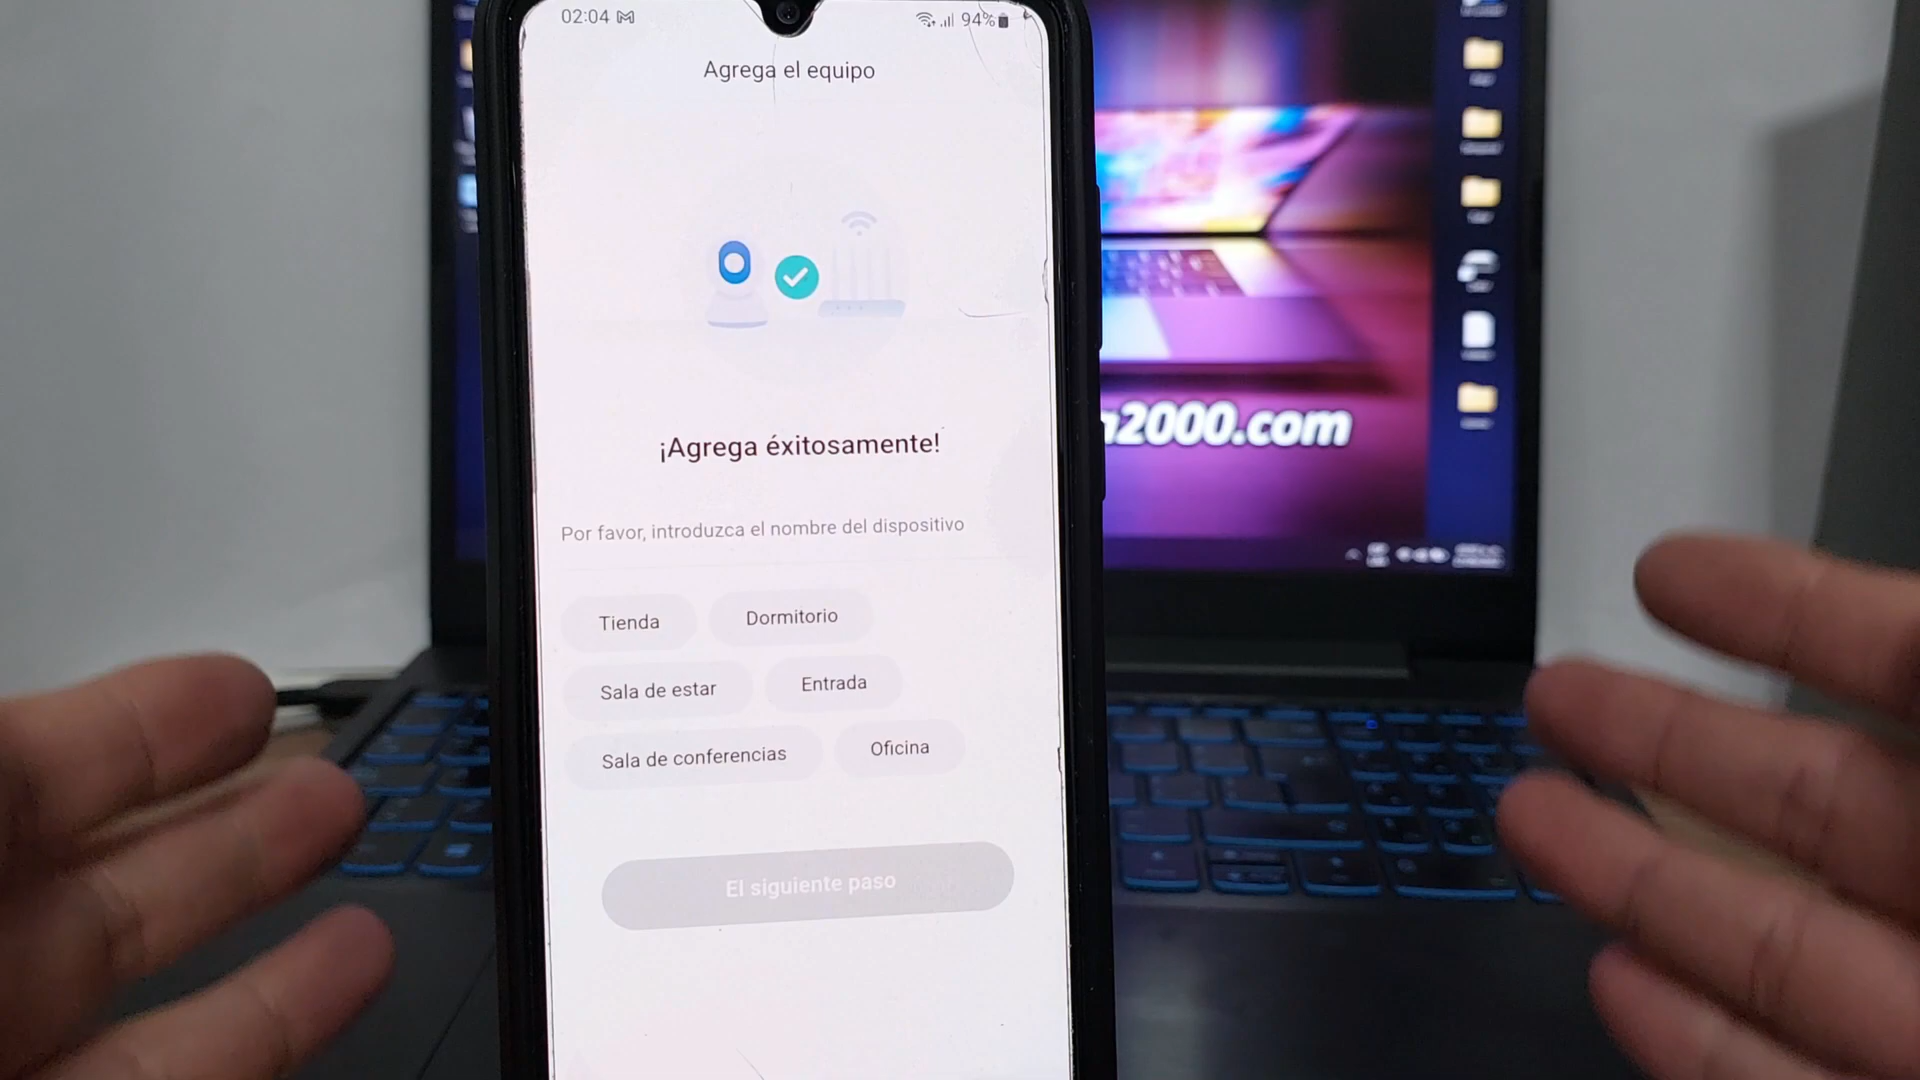 02:04
94%
Agrega el equipo
¡Agrega éxitosamente!
Por favor, introduzca el nombre del dispositivo
Tienda
Dormitorio
Sala de estar
Entrada
Sala de conferencias
Oficina
El siguiente paso
2000.com